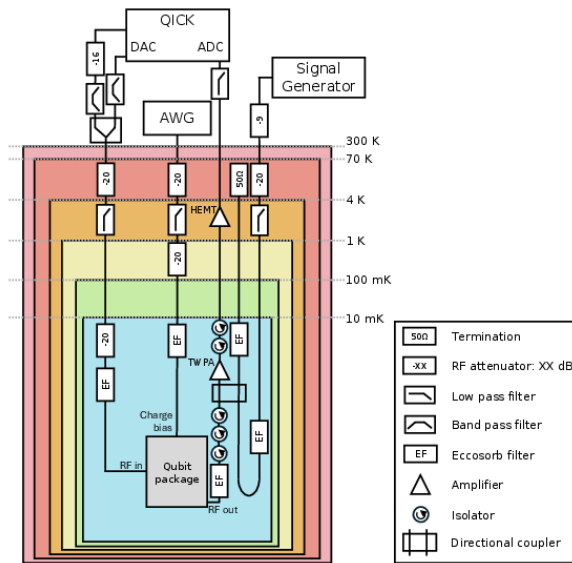 QICK
DAC
ADC
-16
Signal
Generator
AWG
-9
300 K
70 K
-20
-20
50Ω
-20
4 K
HEMT
1 K
-20
100 mK
10 mK
-20
EF
EF
TWPA
EF
Charge
bias
EF
RF in
Qubit
package
EF
RF out
50Ω
Termination
-XX
RF attenuator: XX dB
Low pass filter
Band pass filter
EF
Eccosorb filter
Amplifier
Isolator
Directional coupler